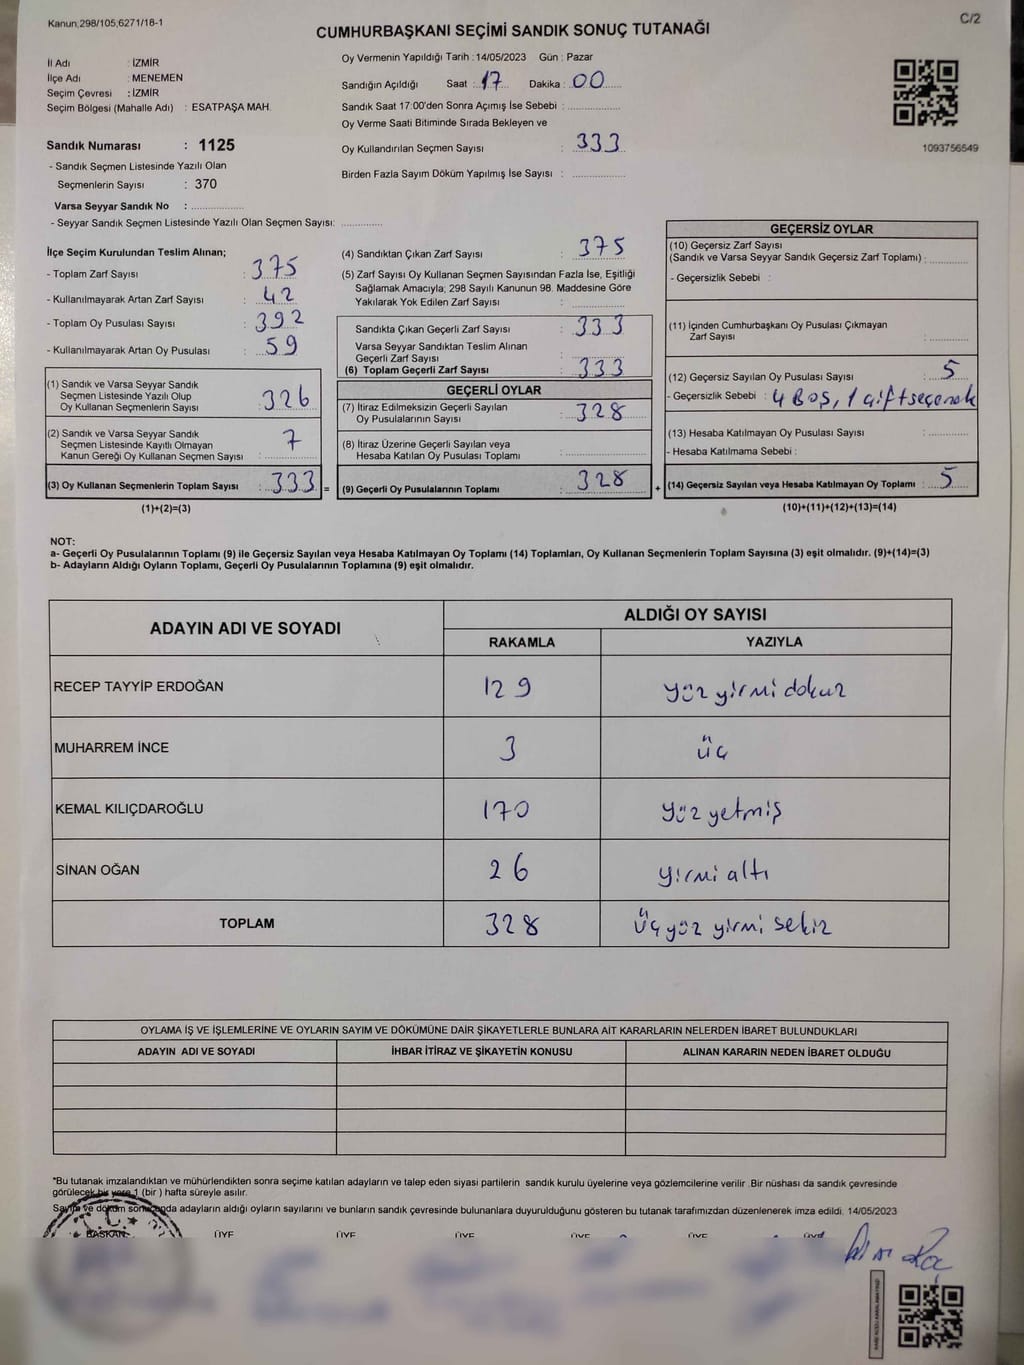 Kanun;298/105;6271/18-1
C/2
CUMHURBAŞKANI SEÇİMİ SANDIK SONUÇ TUTANAĞI
İl Adı : İZMİR
İlçe Adı : MENEMEN
Seçim Çevresi : İZMİR
Seçim Bölgesi (Mahalle Adı) : ESATPAŞA MAH.
Oy Vermenin Yapıldığı Tarih : 14/05/2023 Gün : Pazar
Sandığın Açıldığı Saat : 17 Dakika : 00
Sandık Saat 17:00'den Sonra Açımış İse Sebebi :
Oy Verme Saati Bitiminde Sırada Bekleyen ve
Oy Kullandırılan Seçmen Sayısı : 333
Birden Fazla Sayım Döküm Yapılmış İse Sayısı :
1093756549
Sandık Numarası : 1125
- Sandık Seçmen Listesinde Yazılı Olan
Seçmenlerin Sayısı : 370
Varsa Seyyar Sandık No :
- Seyyar Sandık Seçmen Listesinde Yazılı Olan Seçmen Sayısı:
İlçe Seçim Kurulundan Teslim Alınan;
- Toplam Zarf Sayısı : 375
- Kullanılmayarak Artan Zarf Sayısı : 42
- Toplam Oy Pusulası Sayısı : 392
- Kullanılmayarak Artan Oy Pusulası : 59
(1) Sandık ve Varsa Seyyar Sandık
Seçmen Listesinde Yazılı Olup
Oy Kullanan Seçmenlerin Sayısı : 326
(2) Sandık ve Varsa Seyyar Sandık
Seçmen Listesinde Kayıtlı Olmayan
Kanun Gereği Oy Kullanan Seçmen Sayısı : 7
(3) Oy Kullanan Seçmenlerin Toplam Sayısı : 333 =
(1)+(2)=(3)
(4) Sandıktan Çıkan Zarf Sayısı : 375
(5) Zarf Sayısı Oy Kullanan Seçmen Sayısından Fazla İse, Eşitliği
Sağlamak Amacıyla; 298 Sayılı Kanunun 98. Maddesine Göre
Yakılarak Yok Edilen Zarf Sayısı :
Sandıkta Çıkan Geçerli Zarf Sayısı : 333
Varsa Seyyar Sandıktan Teslim Alınan
Geçerli Zarf Sayısı :
(6) Toplam Geçerli Zarf Sayısı : 333
GEÇERLİ OYLAR
(7) İtiraz Edilmeksizin Geçerli Sayılan
Oy Pusulalarının Sayısı : 328
(8) İtiraz Üzerine Geçerli Sayılan veya
Hesaba Katılan Oy Pusulası Toplamı :
(9) Geçerli Oy Pusulalarının Toplamı : 328 +
GEÇERSİZ OYLAR
(10) Geçersiz Zarf Sayısı
(Sandık ve Varsa Seyyar Sandık Geçersiz Zarf Toplamı) :
- Geçersizlik Sebebi :
(11) İçinden Cumhurbaşkanı Oy Pusulası Çıkmayan
Zarf Sayısı :
(12) Geçersiz Sayılan Oy Pusulası Sayısı : 5
- Geçersizlik Sebebi : 4 BOŞ, 1 çift seçenek
(13) Hesaba Katılmayan Oy Pusulası Sayısı :
- Hesaba Katılmama Sebebi :
(14) Geçersiz Sayılan veya Hesaba Katılmayan Oy Toplamı : 5
(10)+(11)+(12)+(13)=(14)
NOT:
a- Geçerli Oy Pusulalarının Toplamı (9) ile Geçersiz Sayılan veya Hesaba Katılmayan Oy Toplamı (14) Toplamları, Oy Kullanan Seçmenlerin Toplam Sayısına (3) eşit olmalıdır. (9)+(14)=(3)
b- Adayların Aldığı Oyların Toplamı, Geçerli Oy Pusulalarının Toplamına (9) eşit olmalıdır.
ADAYIN ADI VE SOYADI
ALDIĞI OY SAYISI
RAKAMLA YAZIYLA
RECEP TAYYİP ERDOĞAN 129 yüz yirmi dokuz
MUHARREM İNCE 3 üç
KEMAL KILIÇDAROĞLU 170 yüz yetmiş
SİNAN OĞAN 26 yirmi altı
TOPLAM 328 üç yüz yirmi sekiz
OYLAMA İŞ VE İŞLEMLERİNE VE OYLARIN SAYIM VE DÖKÜMÜNE DAİR ŞİKAYETLERLE BUNLARA AİT KARARLARIN NELERDEN İBARET BULUNDUKLARI
ADAYIN ADI VE SOYADI İHBAR İTİRAZ VE ŞİKAYETİN KONUSU ALINAN KARARIN NEDEN İBARET OLDUĞU
*Bu tutanak imzalandıktan ve mühürlendikten sonra seçime katılan adayların ve talep eden siyasi partilerin sandık kurulu üyelerine veya gözlemcilerine verilir .Bir nüshası da sandık çevresinde
görülecek bir yere 1 (bir ) hafta süreyle asılır.
Sayım ve döküm sonucunda adayların aldığı oyların sayılarını ve bunların sandık çevresinde bulunanlara duyurulduğunu gösteren bu tutanak tarafımızdan düzenlenerek imza edildi. 14/05/2023
BAŞKAN ÜYE ÜYE ÜYE ÜYE ÜYE ÜYE